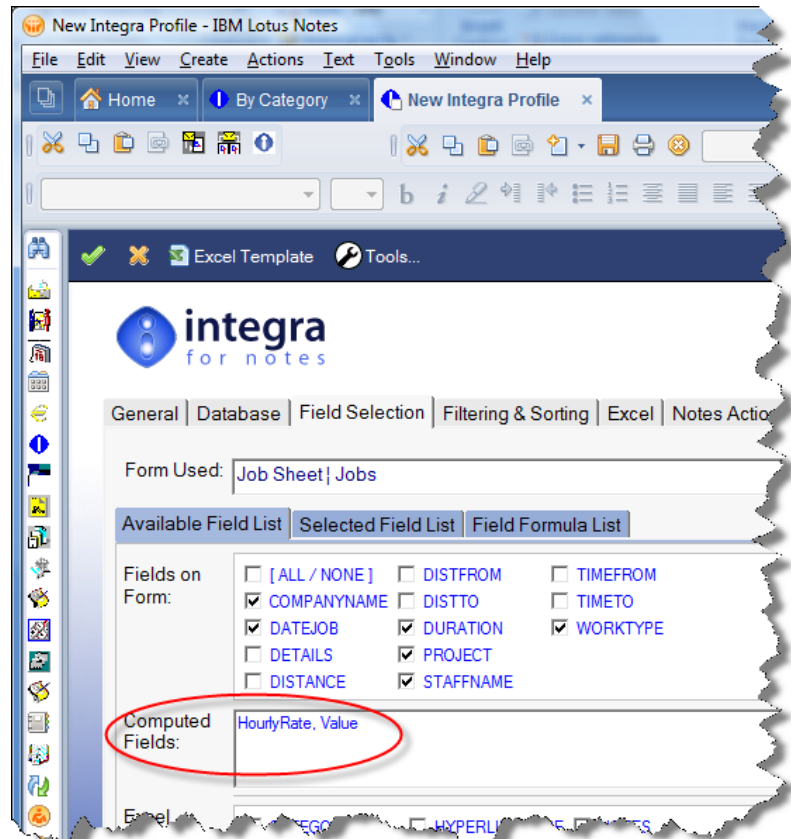 New Integra Profile - IBM Lotus Notes
File Edit View Create Actions Text Tools Window Help
Home By Category New Integra Profile
b i
Excel Template Tools...
integra
for notes
General Database Field Selection Filtering & Sorting Excel Notes Actio
Form Used: Job Sheet¦ Jobs
Available Field List Selected Field List Field Formula List
Fields on Form:
[ ALL / NONE ] DISTFROM TIMEFROM
COMPANYNAME DISTTO TIMETO
DATEJOB DURATION WORKTYPE
DETAILS PROJECT
DISTANCE STAFFNAME
Computed Fields:
HourlyRate, Value
Excel